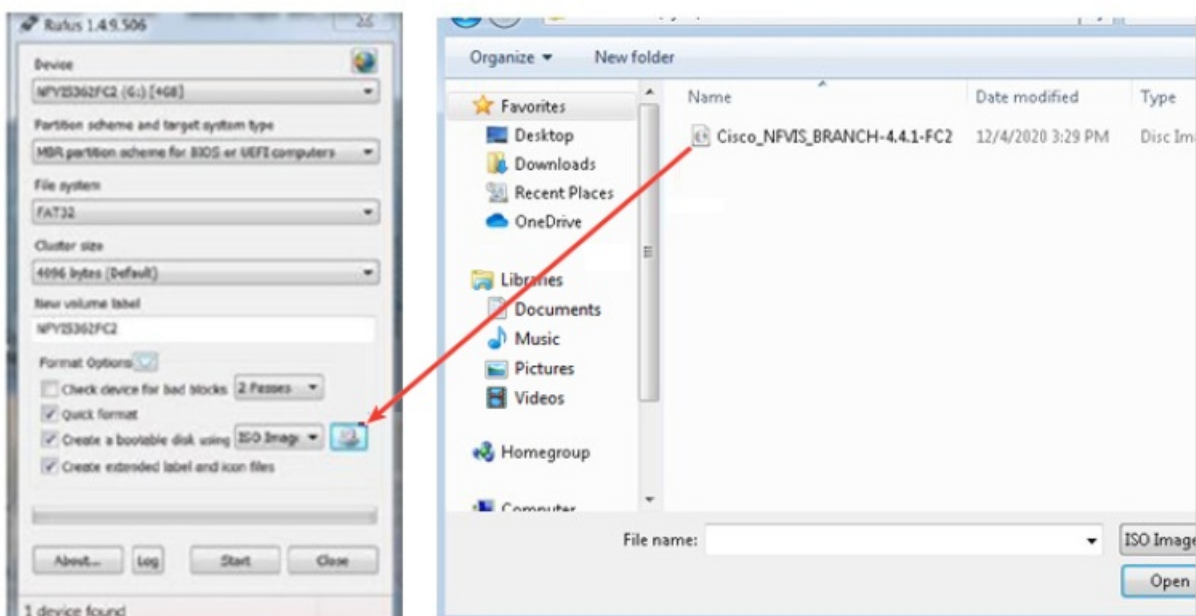 Rufus 1.4.9.506
Device
NFVIS362FC2 (G:) [4GB]
Partition scheme and target system type
MBR partition scheme for BIOS or UEFI computers
File system
FAT32
Cluster size
4096 bytes (Default)
New volume label
NFVIS362FC2
Format Options
Check device for bad blocks 2 Passes
Quick format
Create a bootable disk using ISO Imag
Create extended label and icon files
About... Log Start Close
1 device found
Organize New folder
Name Date modified Type
Cisco_NFVIS_BRANCH-4.4.1-FC2 12/4/2020 3:29 PM Disc Im
Favorites
Desktop
Downloads
Recent Places
OneDrive
Libraries
Documents
Music
Pictures
Videos
Homegroup
Computer
File name: ISO Image
Open